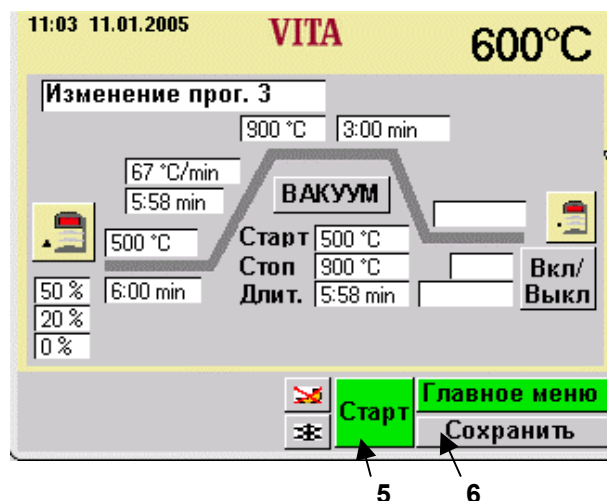 11:03 11.01.2005 VITA 600°C
Изменение прог. 3
900 °C 3:00 min
67 °C/min
5:58 min ВАКУУМ
500 °C Старт 500 °C
Стоп 900 °C Вкл/
50 % 6:00 min Длит. 5:58 min Выкл
20 %
0 %
Старт Главное меню
Сохранить
5 6